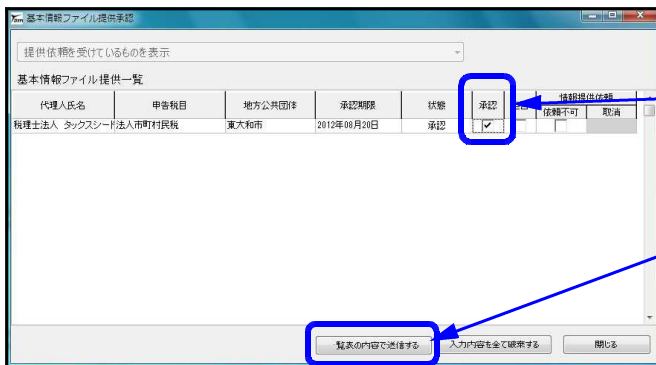 基本情報ファイル提供承認
提供依頼を受けているものを表示
基本情報ファイル提供一覧
代理人氏名 申告税目 地方公共団体 承認期限 状態 承認 情報提供依頼
依頼不可 取消
税理士法人 タックスシード 法人市町村民税 東大和市 2012年08月20日 承認
一覧表の内容で送信する 入力内容を全て破棄する 閉じる